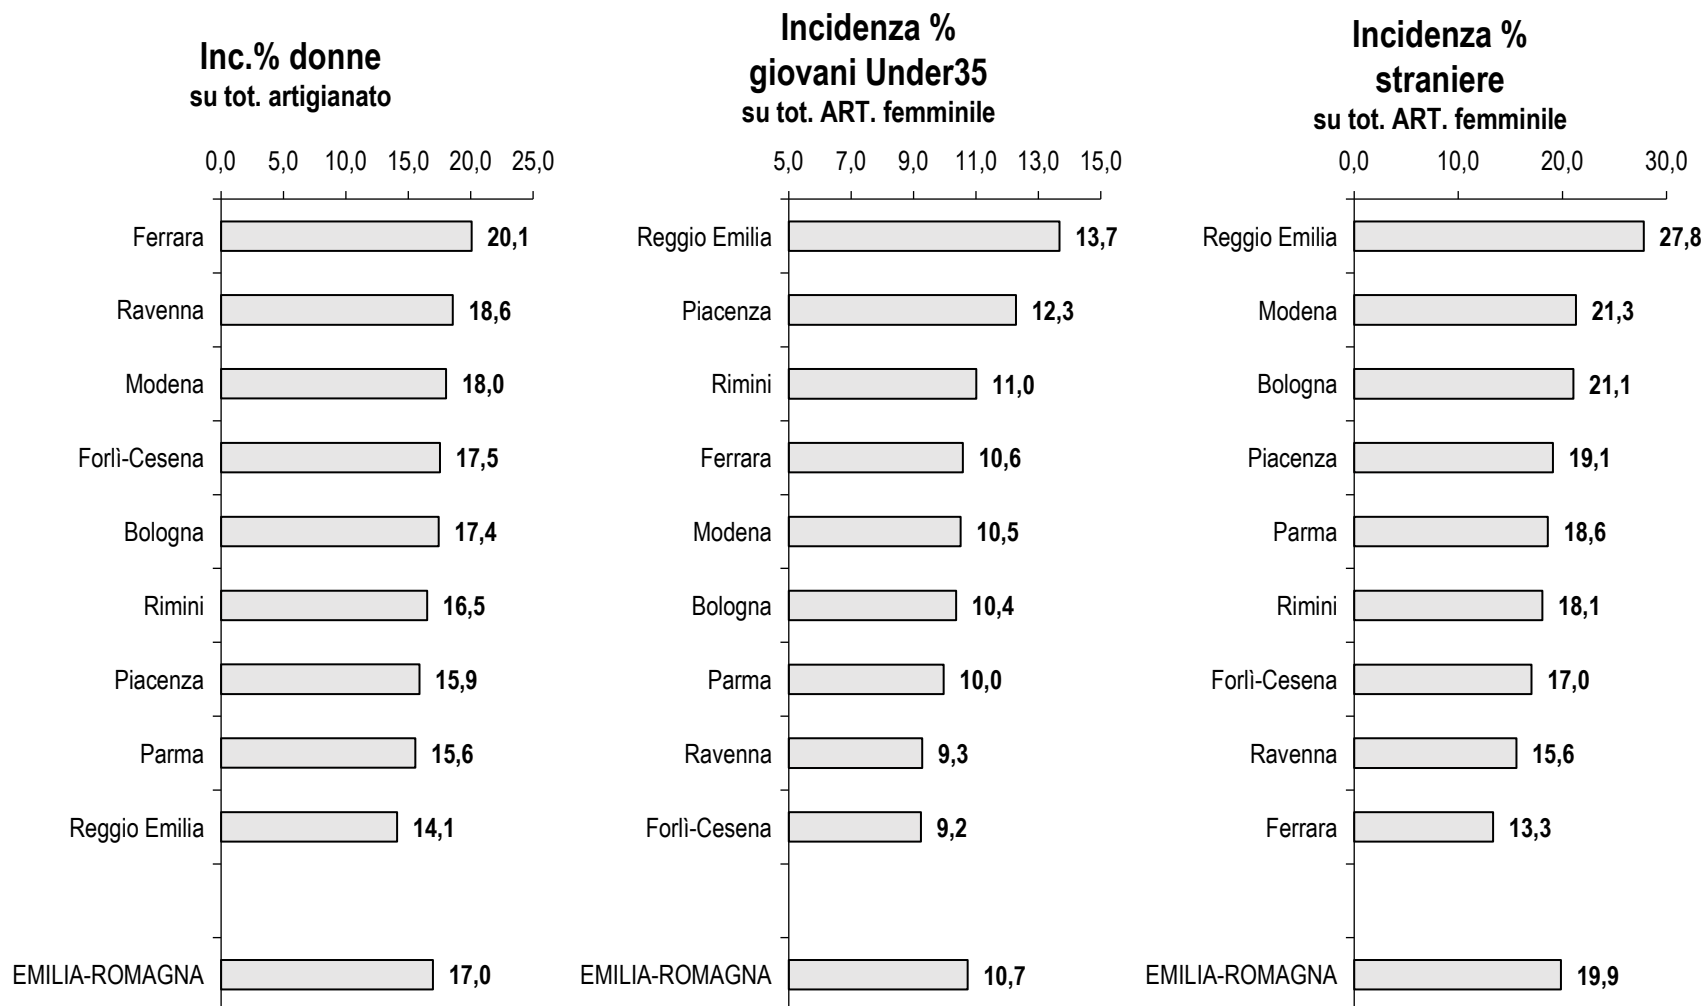 Inc.% donne
su tot. artigianato
0,0 5,0 10,0 15,0 20,0 25,0
Ferrara 20,1
Ravenna 18,6
Modena 18,0
Forlì-Cesena 17,5
Bologna 17,4
Rimini 16,5
Piacenza 15,9
Parma 15,6
Reggio Emilia 14,1
EMILIA-ROMAGNA 17,0
Incidenza %
giovani Under35
su tot. ART. femminile
5,0 7,0 9,0 11,0 13,0 15,0
Reggio Emilia 13,7
Piacenza 12,3
Rimini 11,0
Ferrara 10,6
Modena 10,5
Bologna 10,4
Parma 10,0
Ravenna 9,3
Forlì-Cesena 9,2
EMILIA-ROMAGNA 10,7
Incidenza %
straniere
su tot. ART. femminile
0,0 10,0 20,0 30,0
Reggio Emilia 27,8
Modena 21,3
Bologna 21,1
Piacenza 19,1
Parma 18,6
Rimini 18,1
Forlì-Cesena 17,0
Ravenna 15,6
Ferrara 13,3
EMILIA-ROMAGNA 19,9